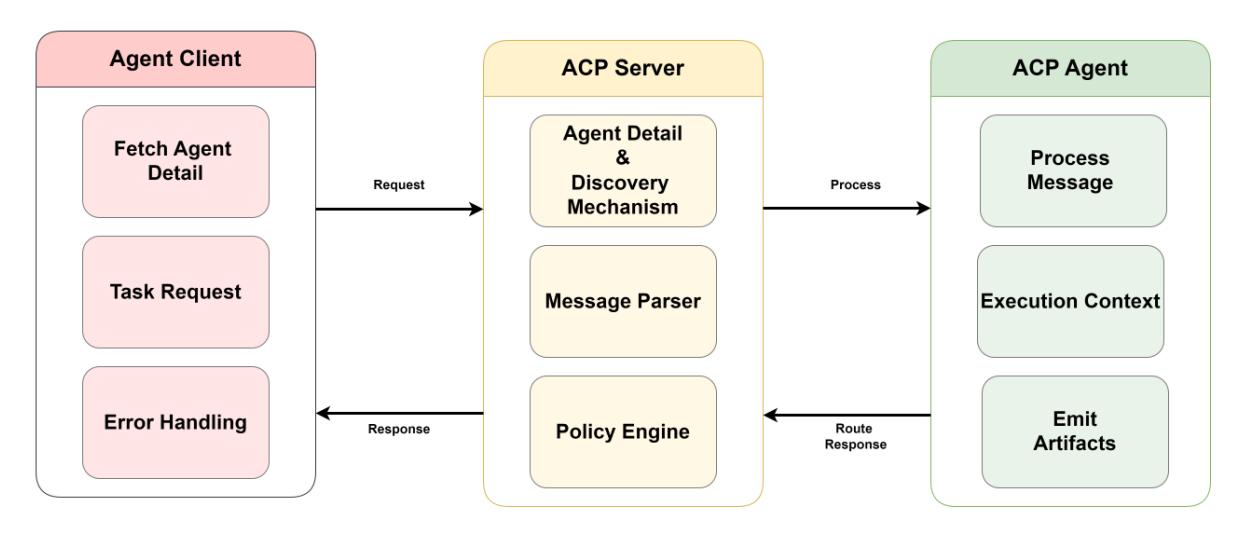 Agent Client
Fetch Agent
Detail
Task Request
Error Handling
Request
Response
ACP Server
Agent Detail
&
Discovery
Mechanism
Message Parser
Policy Engine
Process
Route
Response
ACP Agent
Process
Message
Execution Context
Emit
Artifacts